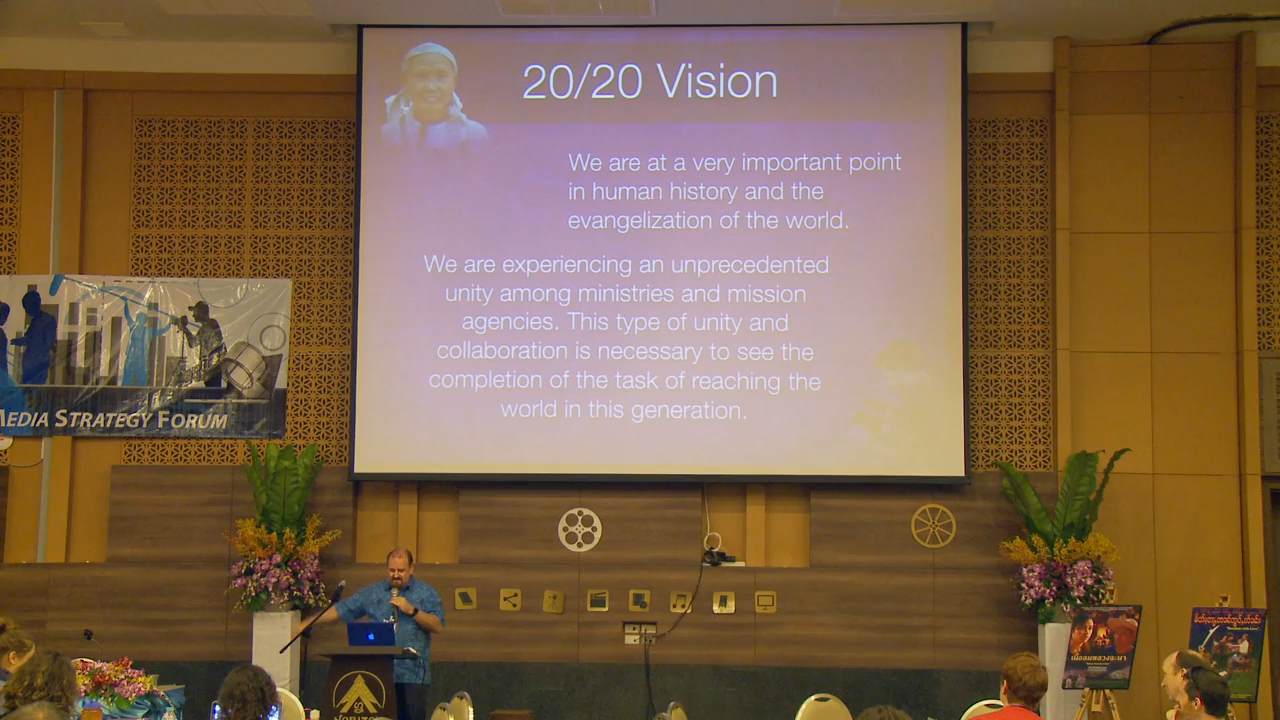 20/20 Vision
We are at a very important point
in human history and the
evangelization of the world.
We are experiencing an unprecedented
unity among ministries and mission
agencies. This type of unity and
collaboration is necessary to see the
completion of the task of reaching the
world in this generation.
MEDIA STRATEGY FORUM